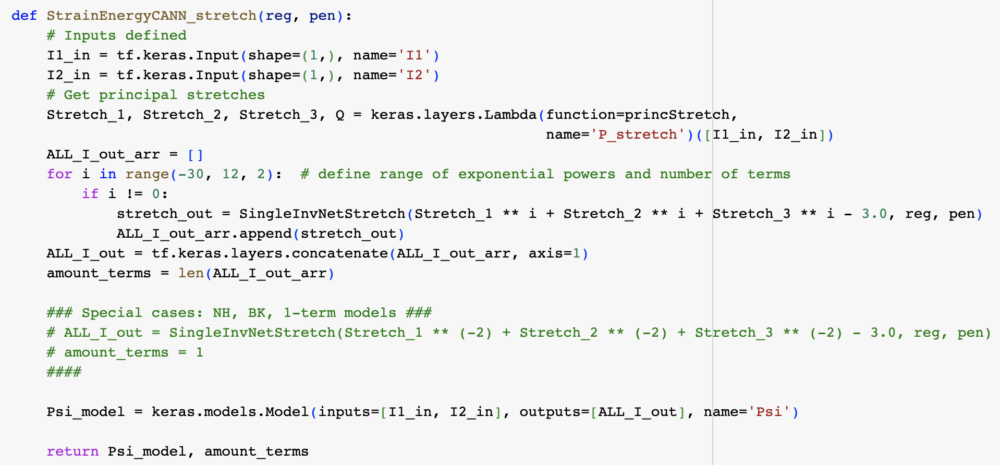 def StrainEnergyCANN_stretch(reg, pen):
    # Inputs defined
    I1_in = tf.keras.Input(shape=(1,), name='I1')
    I2_in = tf.keras.Input(shape=(1,), name='I2')
    # Get principal stretches
    Stretch_1, Stretch_2, Stretch_3, Q = keras.layers.Lambda(function=princStretch,
                                                             name='P_stretch')([I1_in, I2_in])
    ALL_I_out_arr = []
    for i in range(-30, 12, 2):  # define range of exponential powers and number of terms
        if i != 0:
            stretch_out = SingleInvNetStretch(Stretch_1 ** i + Stretch_2 ** i + Stretch_3 ** i - 3.0, reg, pen)
            ALL_I_out_arr.append(stretch_out)
    ALL_I_out = tf.keras.layers.concatenate(ALL_I_out_arr, axis=1)
    amount_terms = len(ALL_I_out_arr)

    ### Special cases: NH, BK, 1-term models ###
    # ALL_I_out = SingleInvNetStretch(Stretch_1 ** (-2) + Stretch_2 ** (-2) + Stretch_3 ** (-2) - 3.0, reg, pen)
    # amount_terms = 1
    ####

    Psi_model = keras.models.Model(inputs=[I1_in, I2_in], outputs=[ALL_I_out], name='Psi')

    return Psi_model, amount_terms